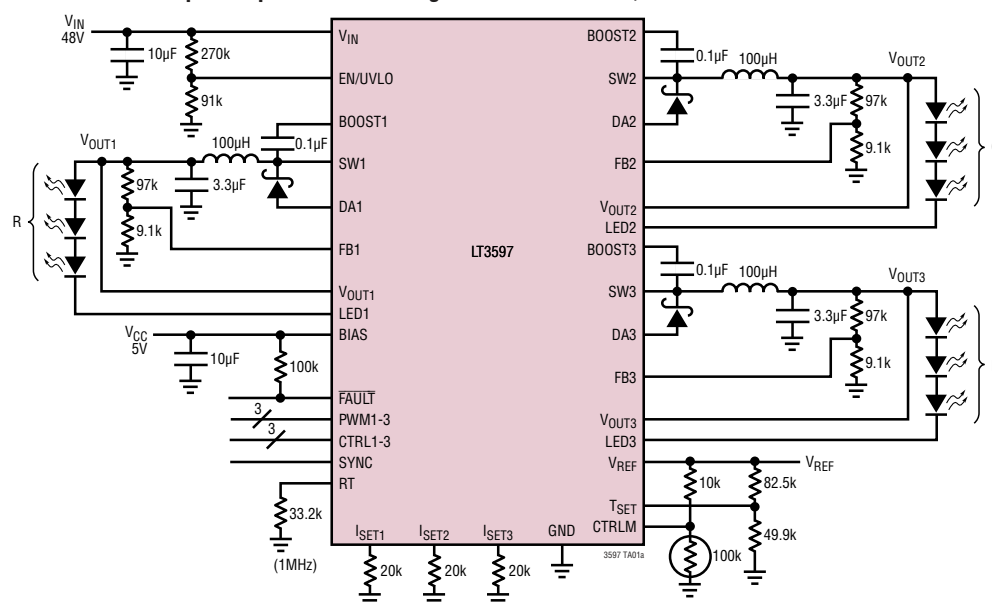 V_IN
48V
10µF
270k
91k
V_IN
EN/UVLO
BOOST1
SW1
DA1
FB1
V_OUT1
LED1
BIAS
FAULT
PWM1-3
CTRL1-3
SYNC
RT
V_OUT1
100µH
0.1µF
3.3µF
97k
9.1k
R
V_CC
5V
10µF
100k
3
3
33.2k
(1MHz)
LT3597
I_SET1
I_SET2
I_SET3
GND
20k
20k
20k
3597 TA01a
BOOST2
SW2
DA2
FB2
V_OUT2
LED2
BOOST3
SW3
DA3
FB3
V_OUT3
LED3
V_REF
T_SET
CTRLM
0.1µF
100µH
V_OUT2
3.3µF
97k
9.1k
0.1µF
100µH
V_OUT3
3.3µF
97k
9.1k
V_REF
10k
82.5k
49.9k
100k